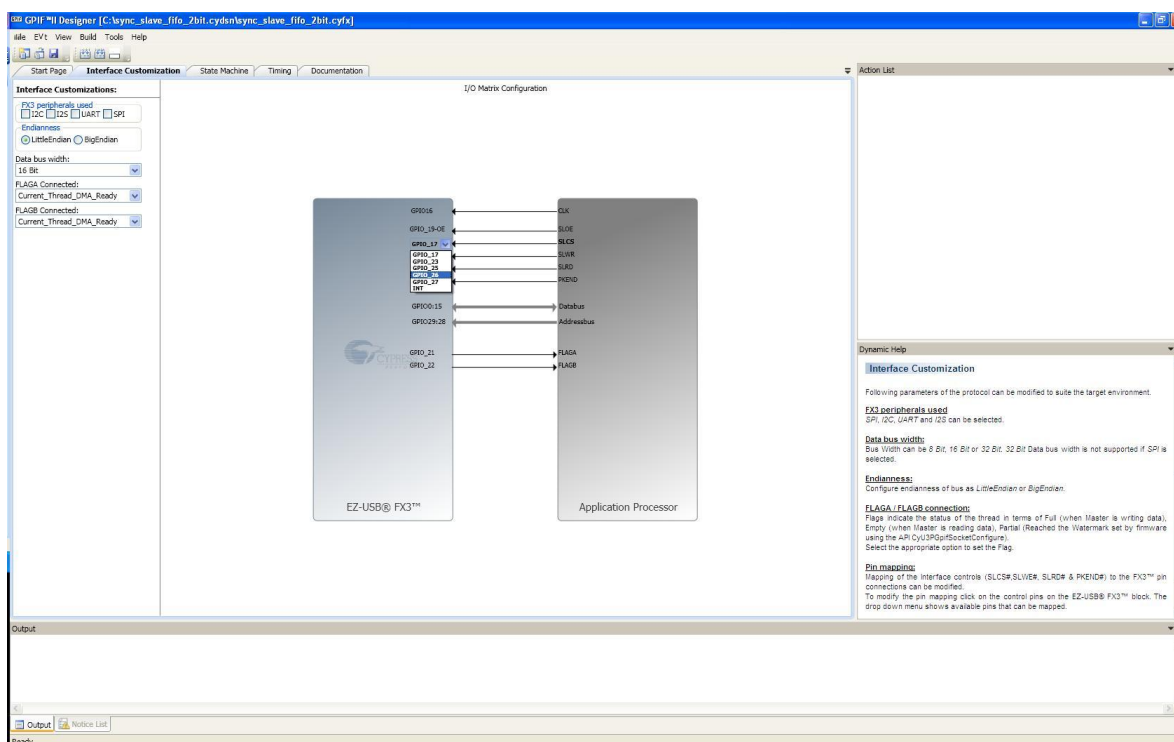 GPIF™II Designer [C:\sync_slave_fifo_2bit.cydsn\sync_slave_fifo_2bit.cyfx]
View Build Tools Help
Start Page Interface Customization State Machine Timing Documentation
Interface Customizations:
FX3 peripherals used
I2C I2S UART SPI
Endianness
LittleEndian BigEndian
Data bus width:
16 Bit
FLAGA Connected:
Current_Thread_DMA_Ready
FLAGB Connected:
Current_Thread_DMA_Ready
I/O Matrix Configuration
GPIO16 CLK
GPIO_19-OE SLOE
GPIO_17 SLCS
GPIO_17 SLWR
GPIO_23
GPIO_25 SLRD
GPIO_26
GPIO_27 PKEND
INT
GPIO0:15 Databus
GPIO29:28 Addressbus
GPIO_21 FLAGA
GPIO_22 FLAGB
EZ-USB® FX3™ Application Processor
Action List
Dynamic Help
Interface Customization
Following parameters of the protocol can be modified to suite the target environment.
FX3 peripherals used
SPI, I2C, UART and I2S can be selected.
Data bus width:
Bus Width can be 8 Bit, 16 Bit or 32 Bit. 32 Bit Data bus width is not supported if SPI is
selected.
Endianness:
Configure endianness of bus as LittleEndian or BigEndian.
FLAGA / FLAGB connection:
Flags indicate the status of the thread in terms of Full (when Master is writing data),
Empty (when Master is reading data), Partial (Reached the Watermark set by firmware
using the API CyU3PGpifSocketConfigure).
Select the appropriate option to set the Flag.
Pin mapping:
Mapping of the Interface controls (SLCS#,SLWE#, SLRD# & PKEND#) to the FX3™ pin
connections can be modified.
To modify the pin mapping click on the control pins on the EZ-USB® FX3™ block. The
drop down menu shows available pins that can be mapped.
Output
Output Notice List
Ready